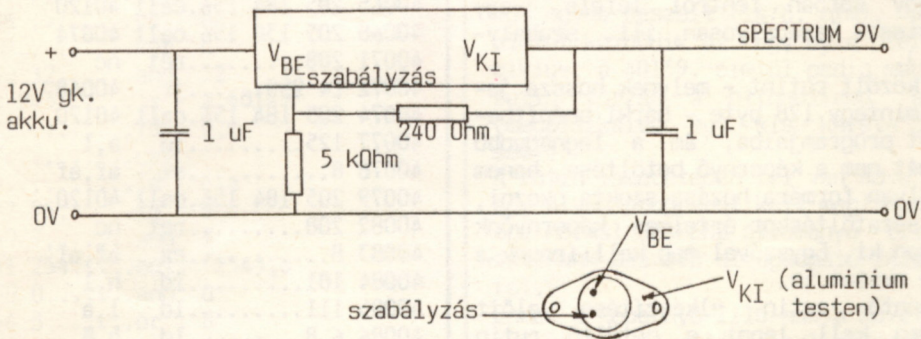 +
12V gk.
akku.
V BE
szabályzás
V KI
SPECTRUM 9V
1 uF
5 kOhm
240 Ohm
1 uF
0V
0V
V BE
V KI (aluminium
testen)
szabályzás